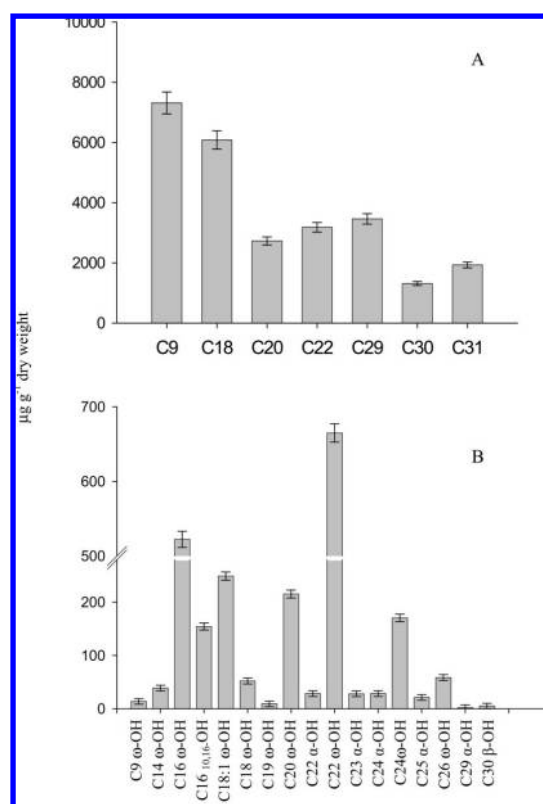 10000
A
8000
6000
4000
2000
0
C9 C18 C20 C22 C29 C30 C31
µg g-1 dry weight
700
B
600
500
200
100
0
C9 ω-OH
C14 ω-OH
C16 ω-OH
C16 10,16-OH
C18:1 ω-OH
C18 ω-OH
C19 ω-OH
C20 ω-OH
C22 α-OH
C22 ω-OH
C23 α-OH
C24 α-OH
C24ω-OH
C25 α-OH
C26 ω-OH
C29 α-OH
C30 β-OH